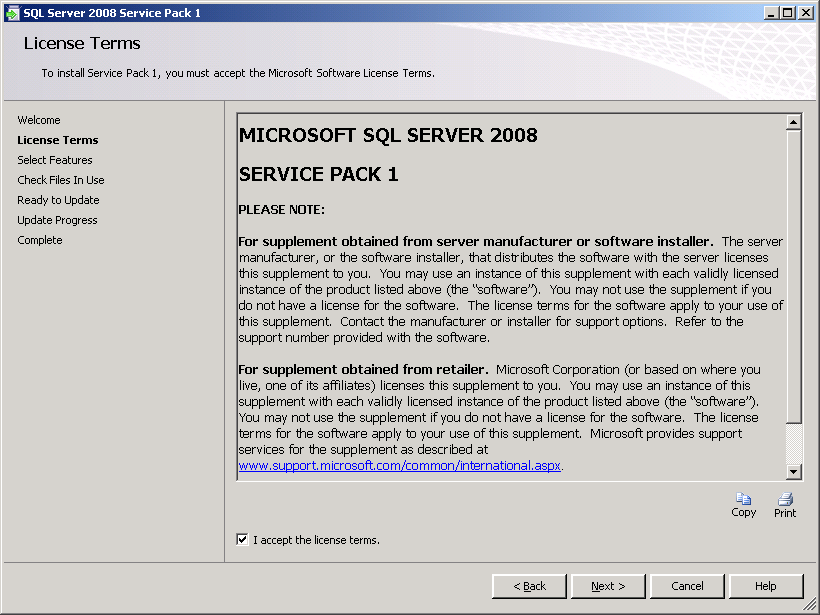 SQL Server 2008 Service Pack 1
License Terms
To install Service Pack 1, you must accept the Microsoft Software License Terms.
Welcome
License Terms
Select Features
Check Files In Use
Ready to Update
Update Progress
Complete
MICROSOFT SQL SERVER 2008
SERVICE PACK 1
PLEASE NOTE:
For supplement obtained from server manufacturer or software installer.  The server
manufacturer, or the software installer, that distributes the software with the server licenses
this supplement to you.  You may use an instance of this supplement with each validly licensed
instance of the product listed above (the “software”).  You may not use the supplement if you
do not have a license for the software.  The license terms for the software apply to your use of
this supplement.  Contact the manufacturer or installer for support options.  Refer to the
support number provided with the software.
For supplement obtained from retailer.  Microsoft Corporation (or based on where you
live, one of its affiliates) licenses this supplement to you.  You may use an instance of this
supplement with each validly licensed instance of the product listed above (the “software”).
You may not use the supplement if you do not have a license for the software.  The license
terms for the software apply to your use of this supplement.  Microsoft provides support
services for the supplement as described at
www.support.microsoft.com/common/international.aspx.
Copy
Print
I accept the license terms.
< Back
Next >
Cancel
Help